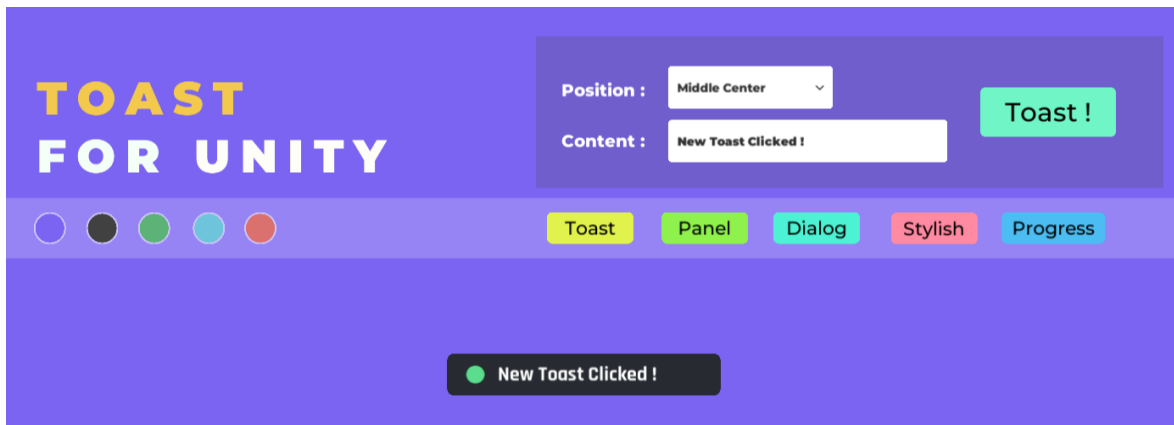 TOAST
FOR UNITY
Position :
Middle Center
Content :
New Toast Clicked !
Toast !
Toast
Panel
Dialog
Stylish
Progress
New Toast Clicked !